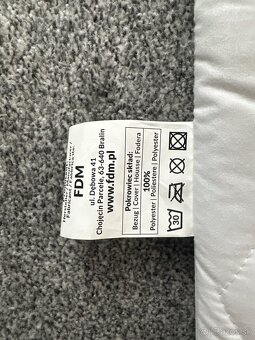 FDM
ul. Dębowa 41
Chojęcin Parcele, 63-640 Bralin
www.fdm.pl
Pokrowiec skład:
Bezug | Cover | Housse | Fodera
100%
Polyester | Poliestere | Polyester
30